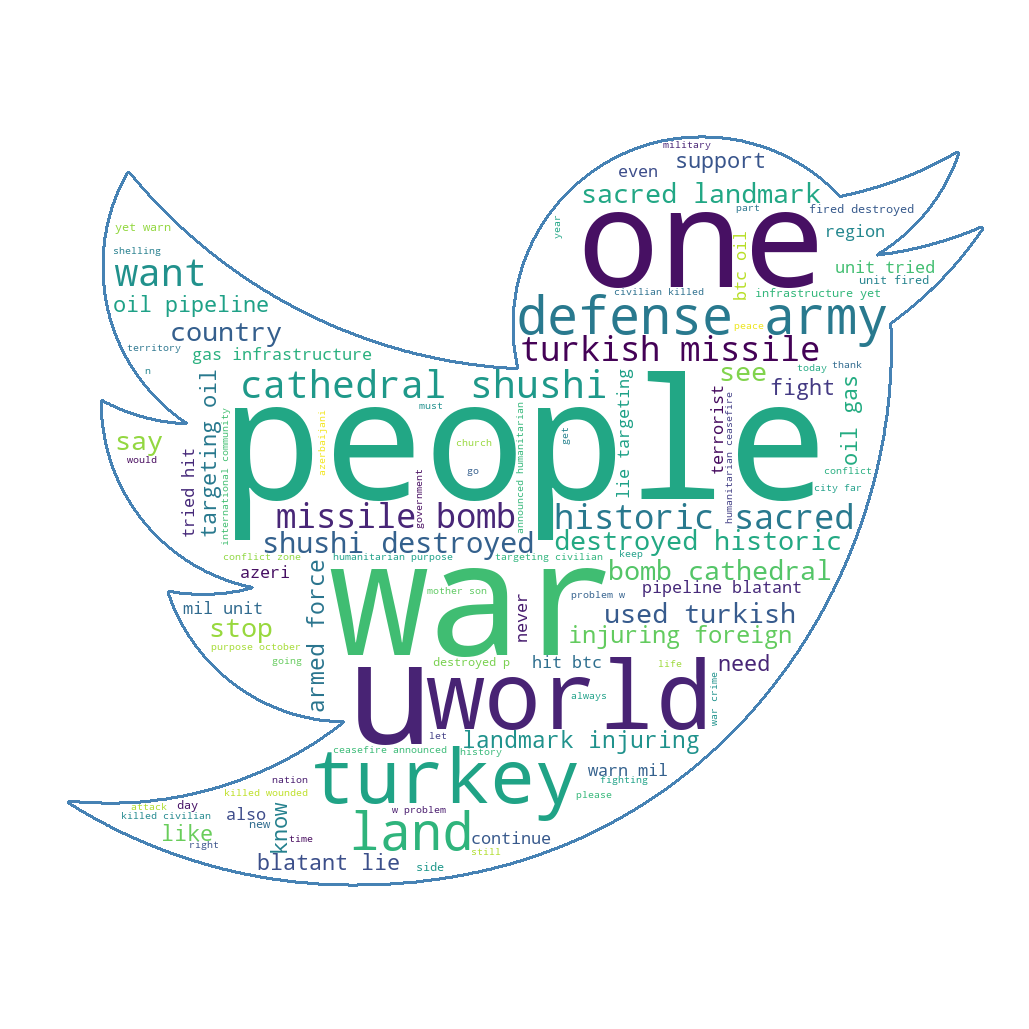 military
support
even
sacred landmark
one
part
fired destroyed
year
region
btc oil
yet warn
shelling
want
unit tried
unit fired
civilian killed
infrastructure yet
oil pipeline
defense army
country
peace
territory
gas infrastructure
turkish missile
n
cathedral shushi
see
today
thank
fight
targeting oil
people
lie targeting
terrorist
oil gas
must
azerbaijani
international community
announced humanitarian
get
humanitarian ceasefire
say
church
would
go
conflict
tried hit
government
city far
missile bomb
historic sacred
shushi destroyed
destroyed historic
conflict zone
humanitarian purpose
targeting civilian
keep
azeri
war
bomb cathedral
armed force
mother son
never
problem w
pipeline blatant
mil unit
used turkish
stop
injuring foreign
purpose october
going
u
world
destroyed p
hit btc
life
need
always
war crime
let
landmark injuring
ceasefire announced
history
turkey
warn mil
nation
fighting
killed wounded
please
attack
day
killed civilian
also
new
know
w problem
land
like
right
time
continue
still
blatant lie
side